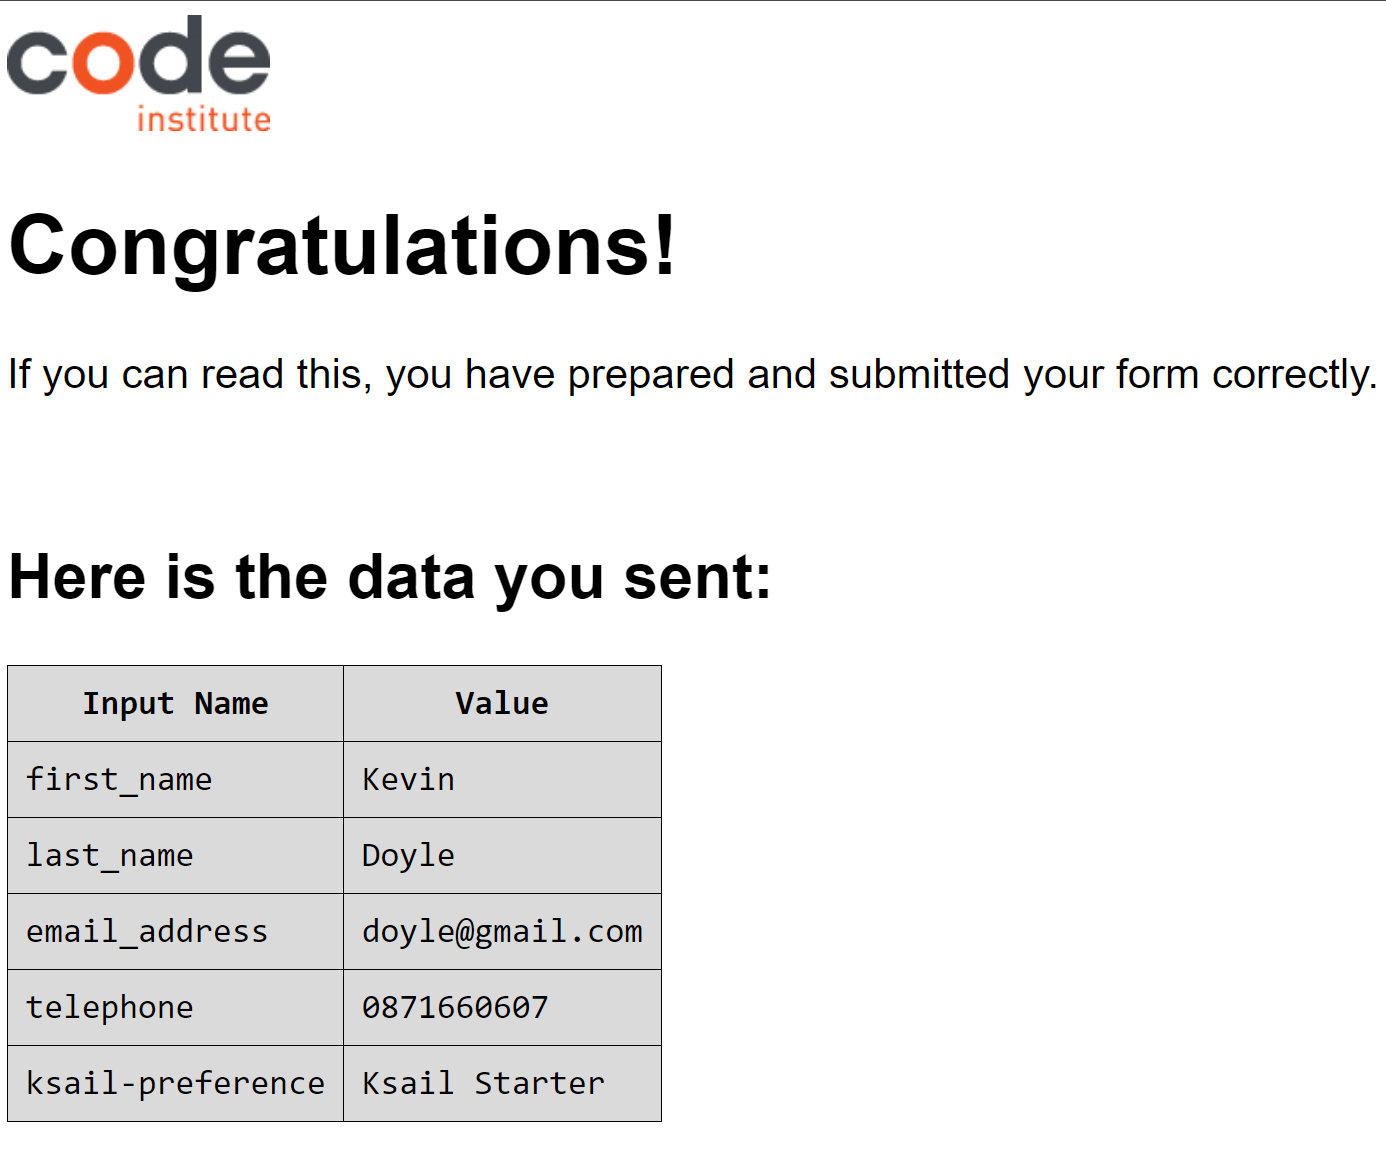 code
institute
Congratulations!
If you can read this, you have prepared and submitted your form correctly.
Here is the data you sent:
Input Name Value
first_name Kevin
last_name Doyle
email_address doyle@gmail.com
telephone 0871660607
ksail-preference Ksail Starter